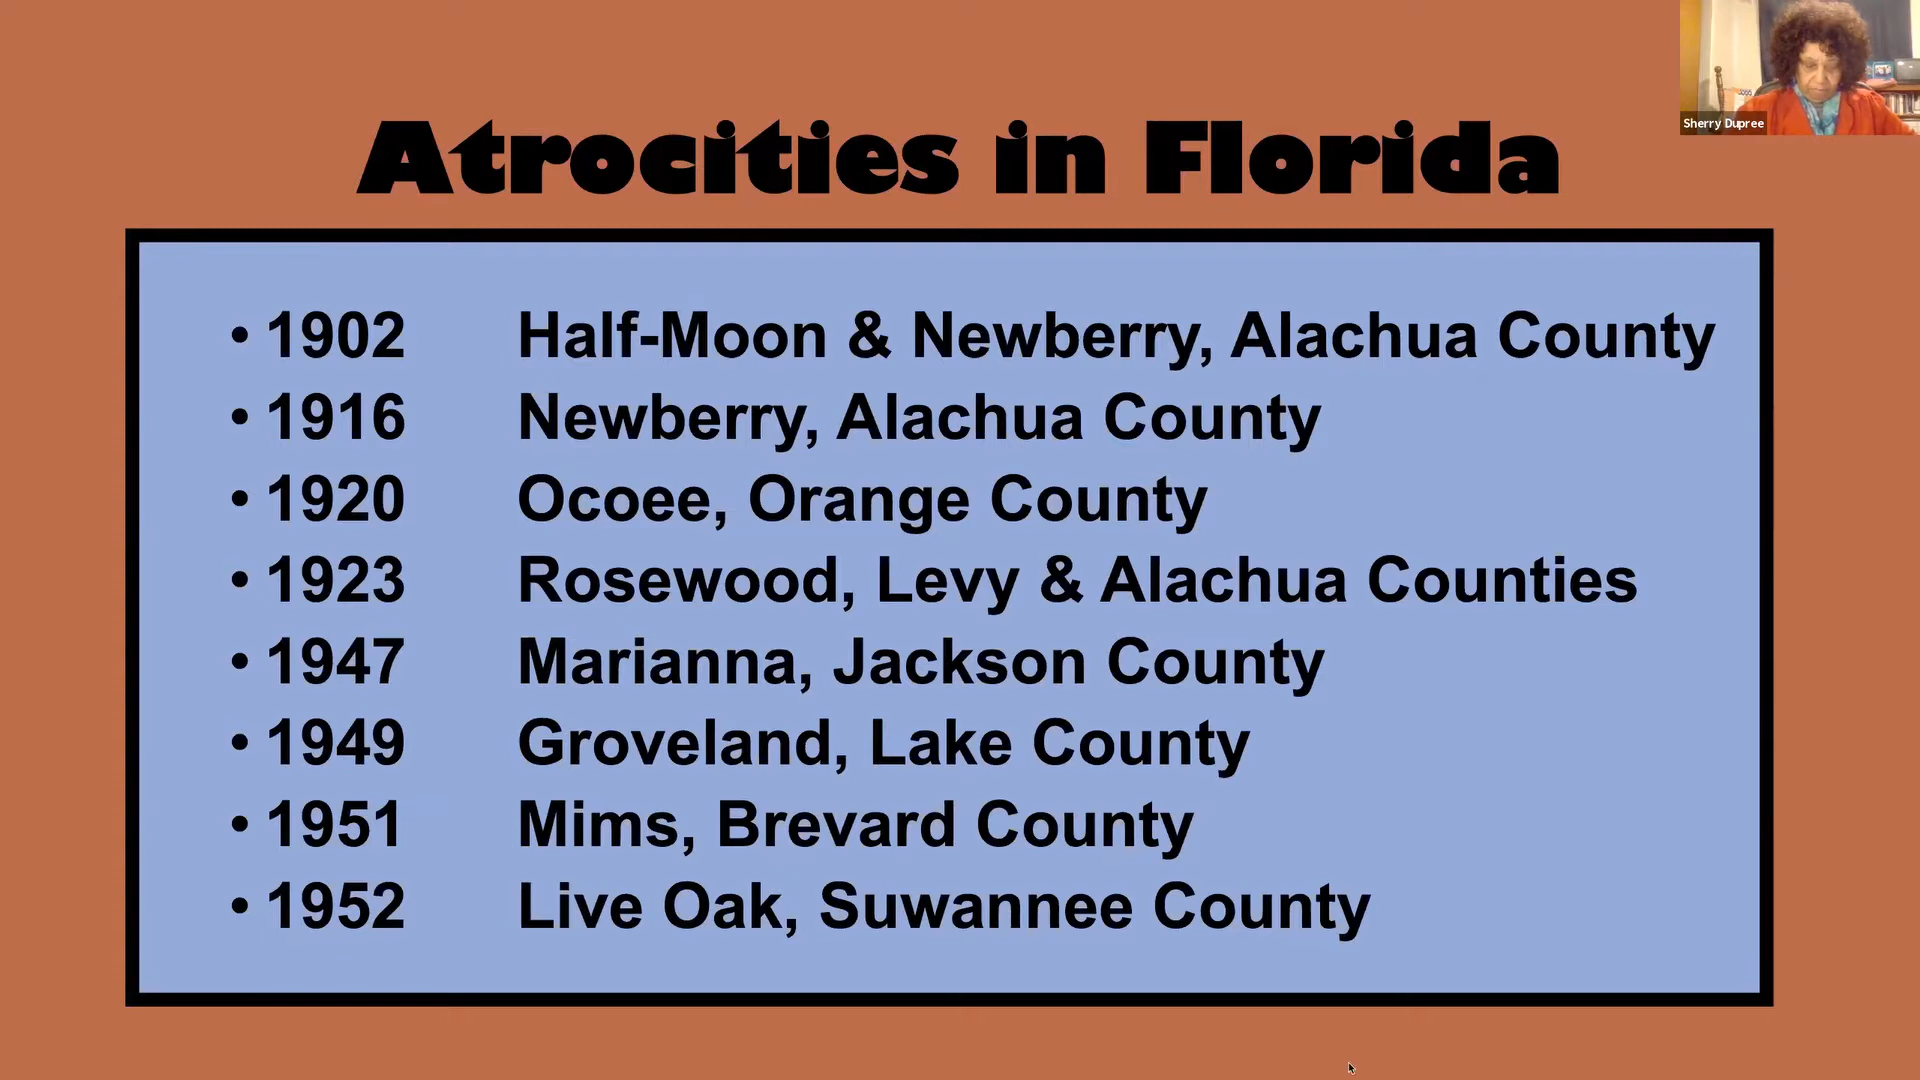 Atrocities in Florida
Sherry Dupree
• 1902 Half-Moon & Newberry, Alachua County
• 1916 Newberry, Alachua County
• 1920 Ocoee, Orange County
• 1923 Rosewood, Levy & Alachua Counties
• 1947 Marianna, Jackson County
• 1949 Groveland, Lake County
• 1951 Mims, Brevard County
• 1952 Live Oak, Suwannee County